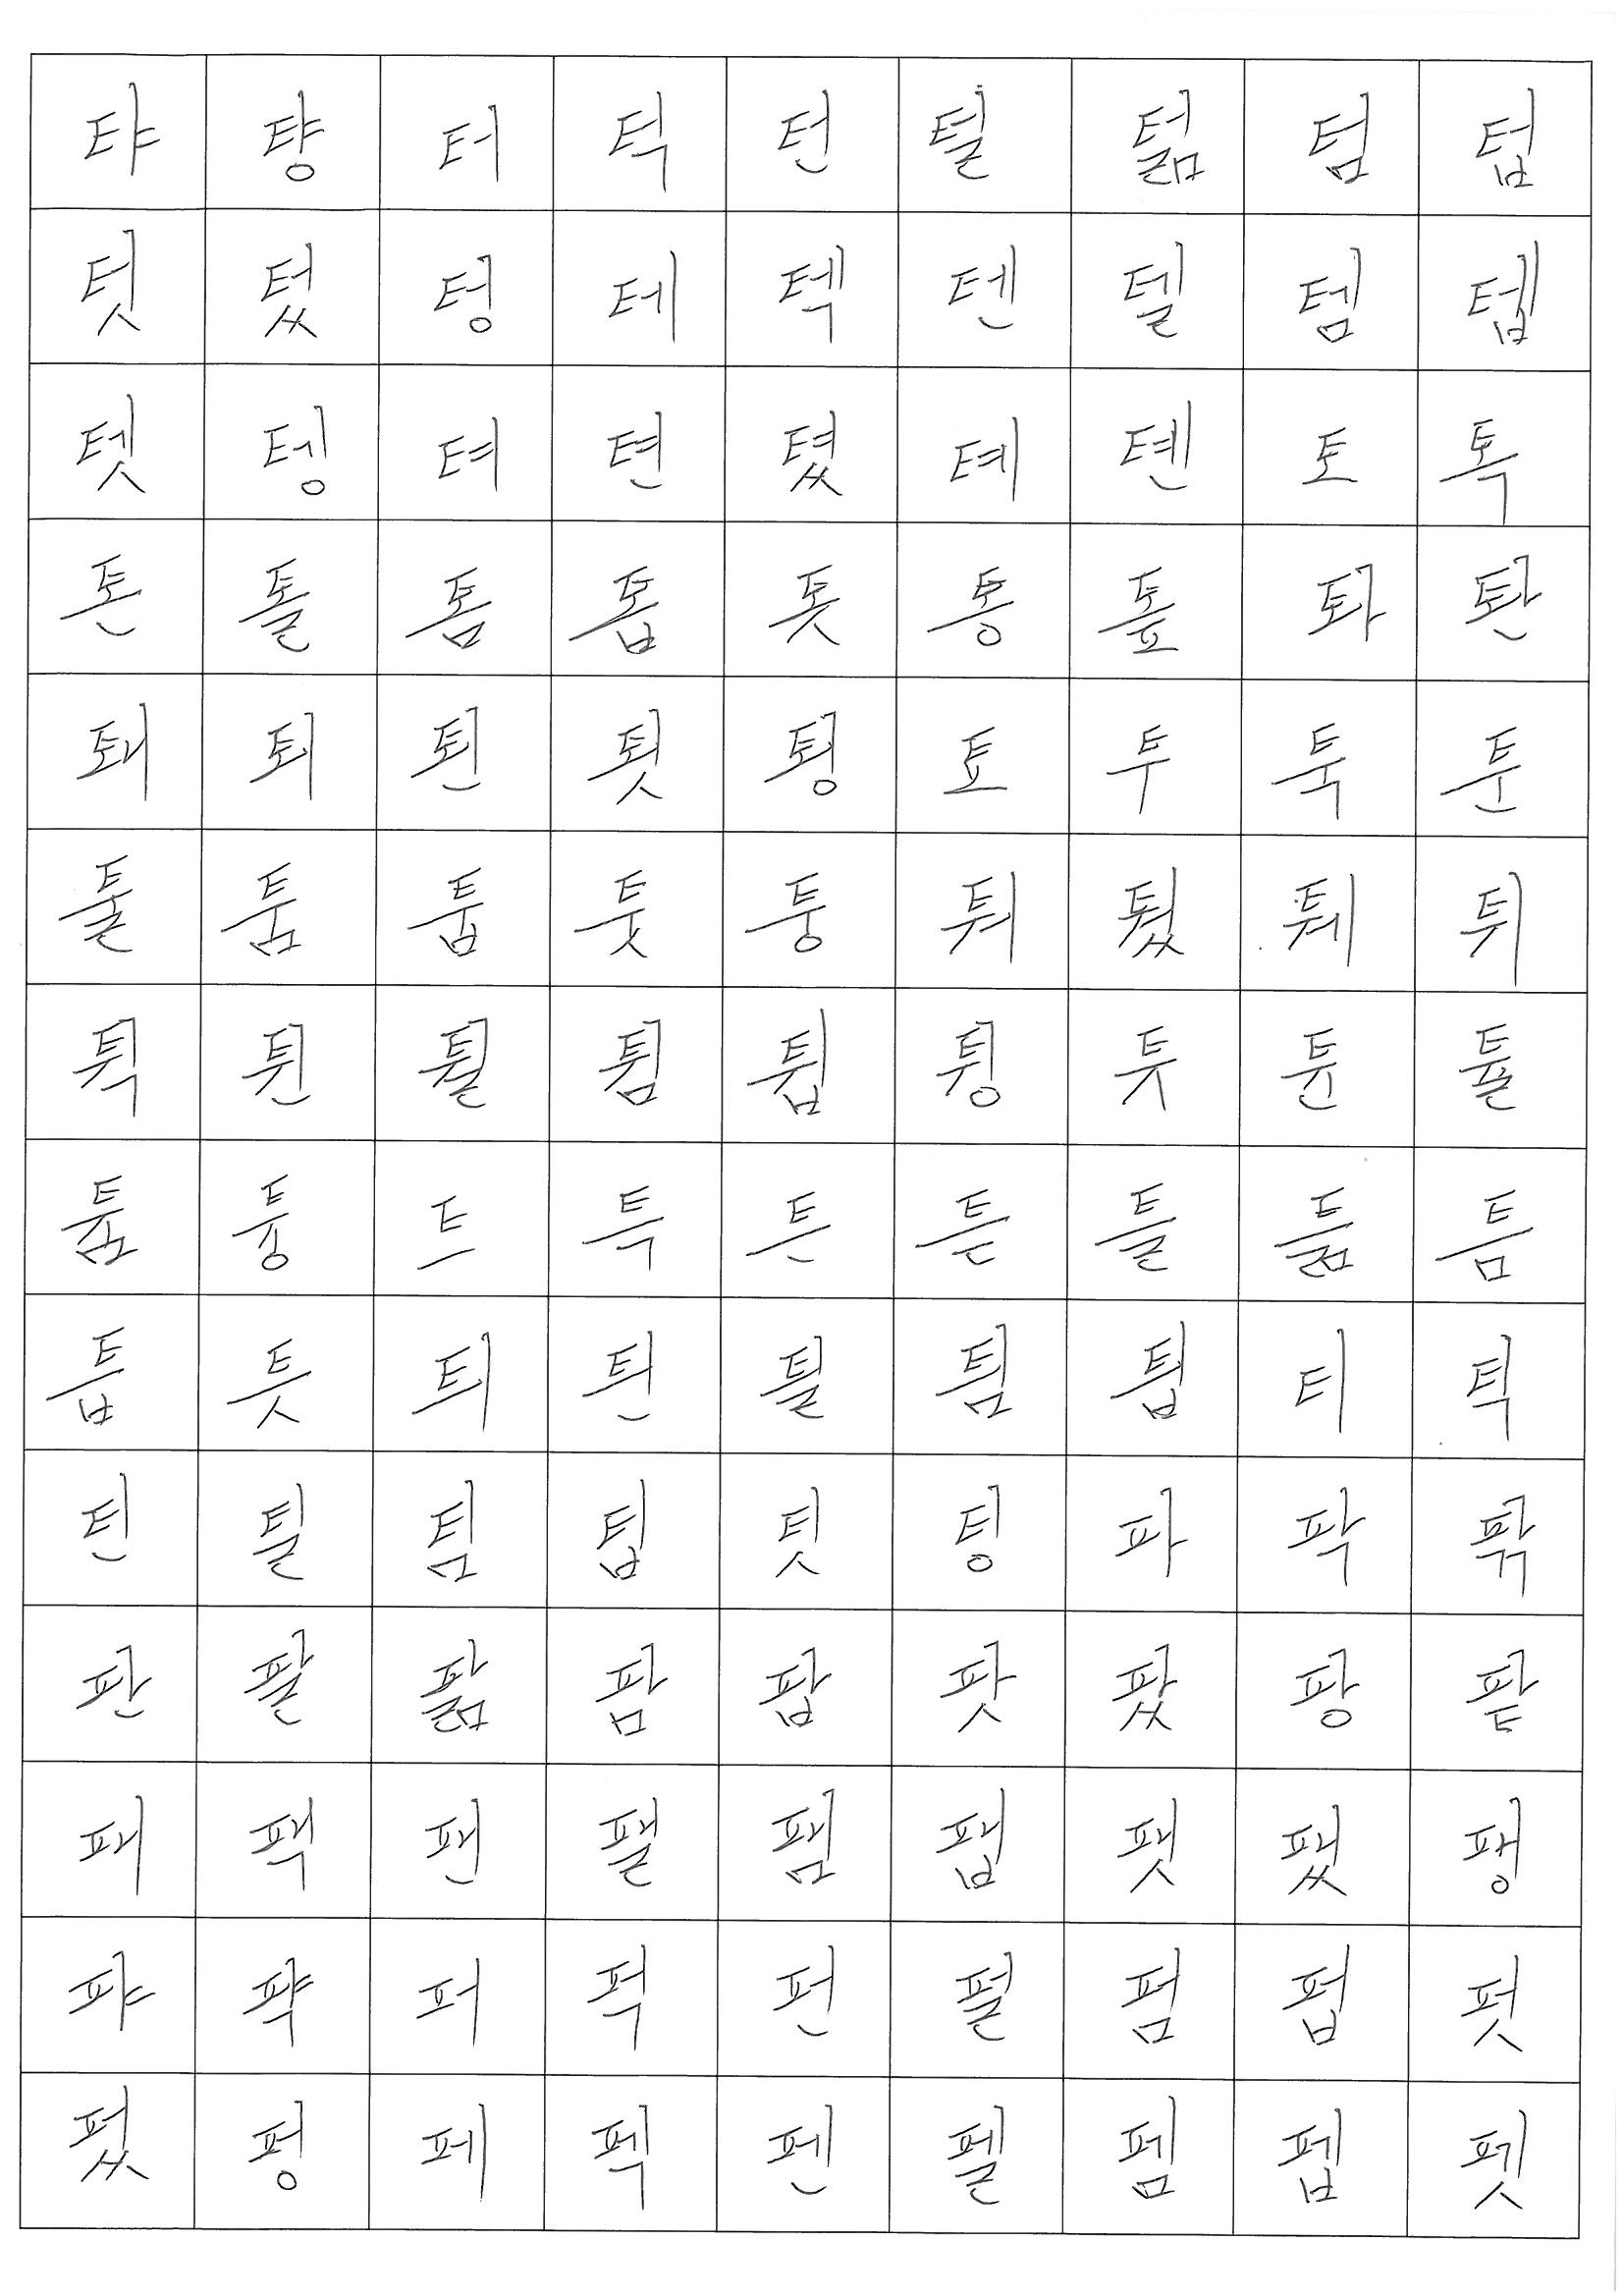 탸 턍 터 턱 턴 털 턺 텀 텁
텃 텄 텅 테 텍 텐 텔 템 텝
텟 텡 텨 텬 텼 톄 톈 토 톡
톤 톨 톰 톱 톳 통 톺 톼 퇀
퇘 퇴 퇸 툇 툉 툐 투 툭 툰
툴 툼 툽 툿 퉁 퉈 퉜 퉤 튀
튁 튄 튈 튐 튑 튕 튜 튠 튤
튬 튱 트 특 튼 튿 틀 틂 틈
틉 틋 틔 틘 틜 틤 틥 티 틱
틴 틸 팀 팁 팃 팅 파 팍 팎
판 팔 팖 팜 팝 팟 팠 팡 팥
패 팩 팬 팰 팸 팹 팻 팼 팽
퍄 퍅 퍼 퍽 펀 펄 펌 펍 펏
펐 펑 페 펙 펜 펠 펨 펩 펫